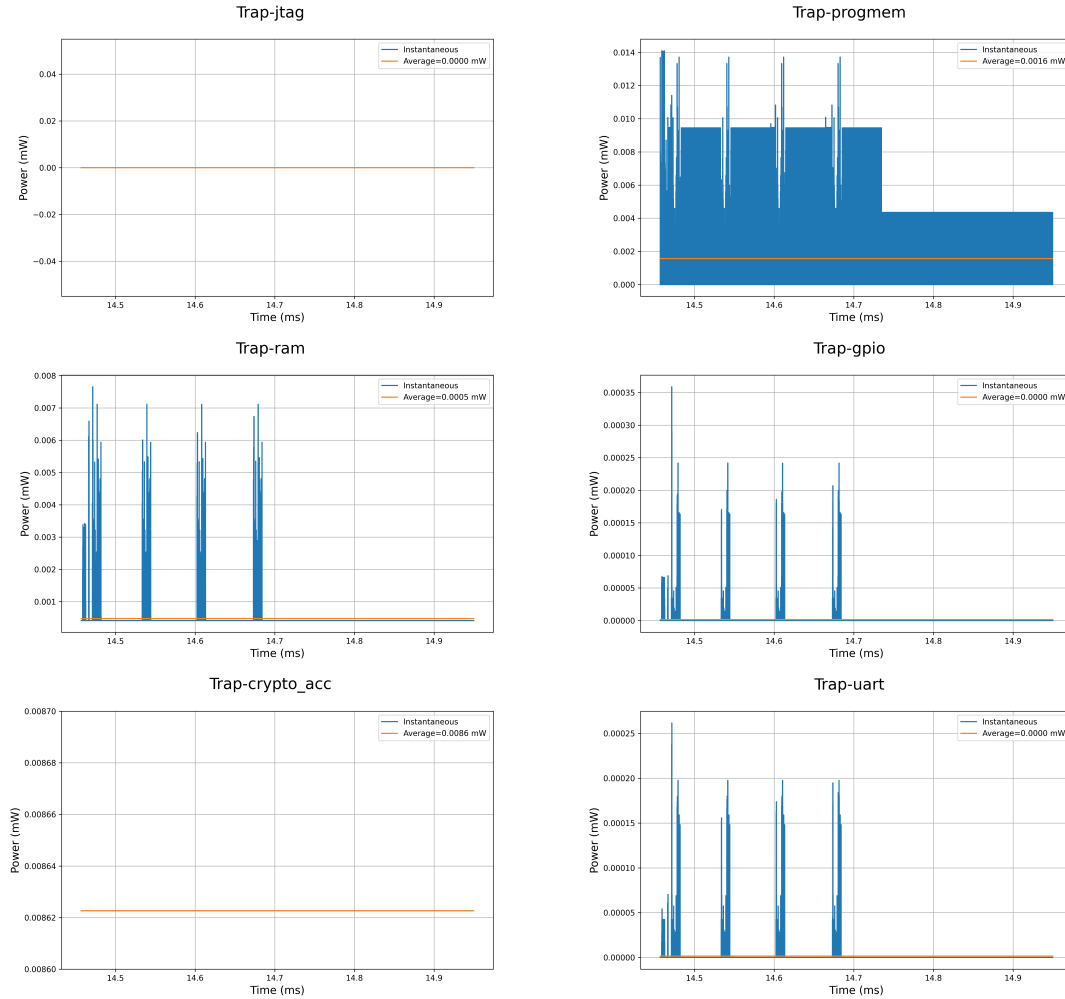 Trap-jtag
Instantaneous
Average=0.0000 mW
0.04
0.02
0.00
−0.02
−0.04
Power (mW)
14.5 14.6 14.7 14.8 14.9
Time (ms)
Trap-progmem
Instantaneous
Average=0.0016 mW
0.014
0.012
0.010
0.008
0.006
0.004
0.002
0.000
Power (mW)
14.5 14.6 14.7 14.8 14.9
Time (ms)
Trap-ram
Instantaneous
Average=0.0005 mW
0.008
0.007
0.006
0.005
0.004
0.003
0.002
0.001
Power (mW)
14.5 14.6 14.7 14.8 14.9
Time (ms)
Trap-gpio
Instantaneous
Average=0.0000 mW
0.00035
0.00030
0.00025
0.00020
0.00015
0.00010
0.00005
0.00000
Power (mW)
14.5 14.6 14.7 14.8 14.9
Time (ms)
Trap-crypto_acc
Instantaneous
Average=0.0086 mW
0.00870
0.00868
0.00866
0.00864
0.00862
0.00860
Power (mW)
14.5 14.6 14.7 14.8 14.9
Time (ms)
Trap-uart
Instantaneous
Average=0.0000 mW
0.00025
0.00020
0.00015
0.00010
0.00005
0.00000
Power (mW)
14.5 14.6 14.7 14.8 14.9
Time (ms)